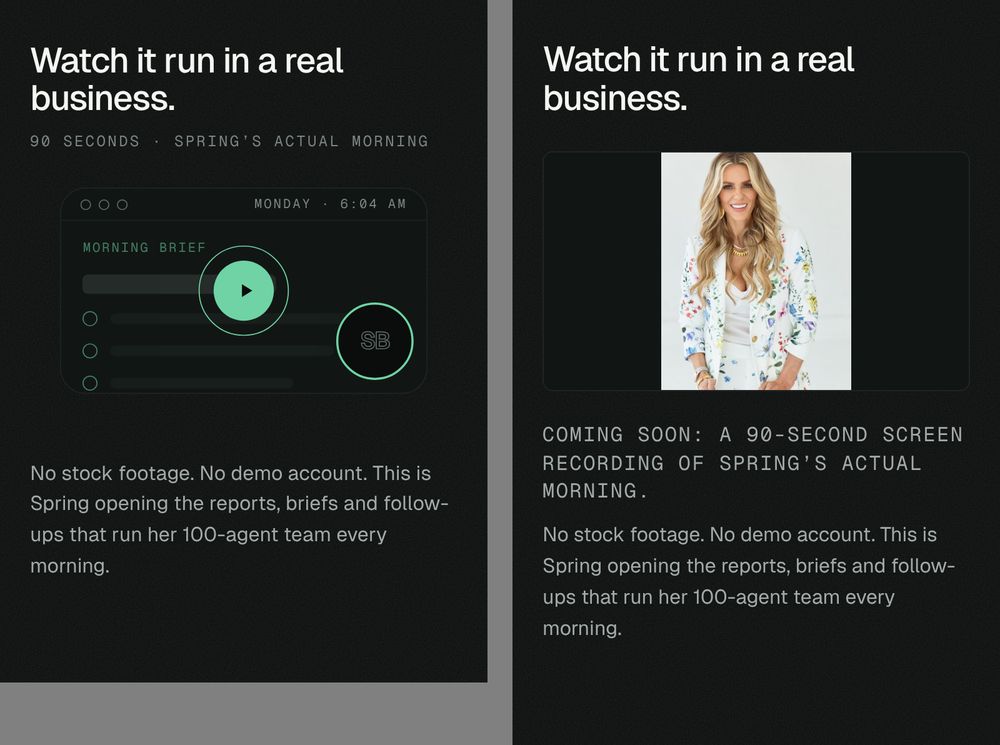 Watch it run in a real
business.
90 SECONDS · SPRING'S ACTUAL MORNING
MONDAY · 6:04 AM
MORNING BRIEF
SB
No stock footage. No demo account. This is
Spring opening the reports, briefs and follow-
ups that run her 100-agent team every
morning.
Watch it run in a real
business.
COMING SOON: A 90-SECOND SCREEN
RECORDING OF SPRING'S ACTUAL
MORNING.
No stock footage. No demo account. This is
Spring opening the reports, briefs and follow-
ups that run her 100-agent team every
morning.